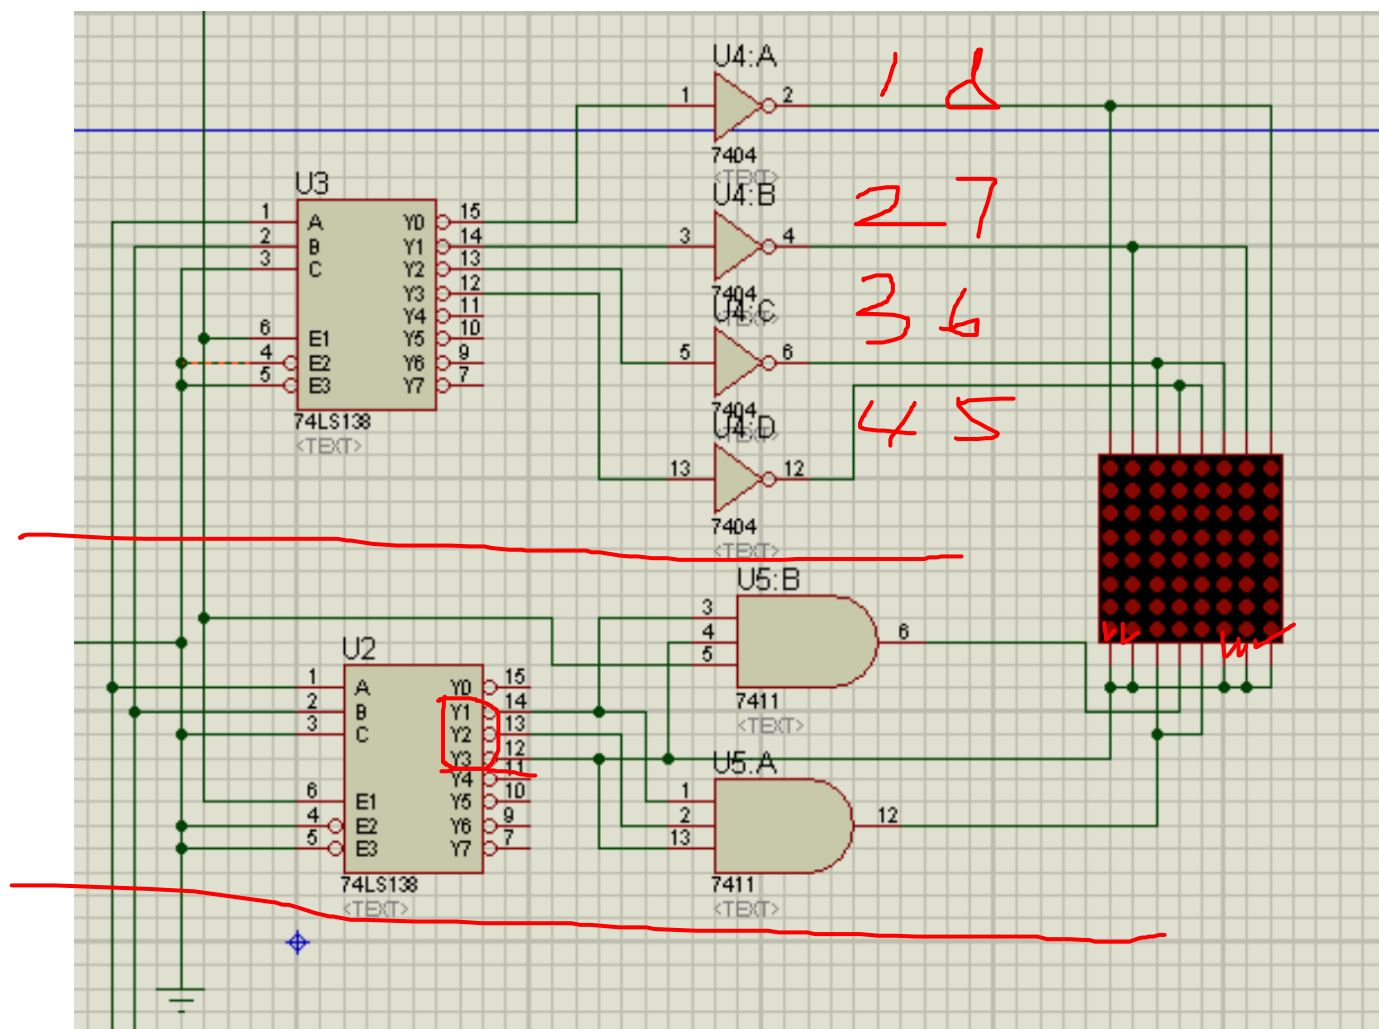 U4:A
1 2
7404
<TEXT>
1 8
U4:B
3 4
7404
<TEXT>
2 7
U4:C
5 6
7404
<TEXT>
3 6
U4:D
13 12
7404
<TEXT>
4 5
U3
1 A Y0 15
2 B Y1 14
3 C Y2 13
Y3 12
Y4 11
6 E1 Y5 10
4 E2 Y6 9
5 E3 Y7 7
74LS138
<TEXT>
U5:B
3
4 6
5
7411
<TEXT>
U2
1 A Y0 15
2 B Y1 14
3 C Y2 13
Y3 12
Y4 11
6 E1 Y5 10
4 E2 Y6 9
5 E3 Y7 7
74LS138
<TEXT>
U5:A
1
2 12
13
7411
<TEXT>